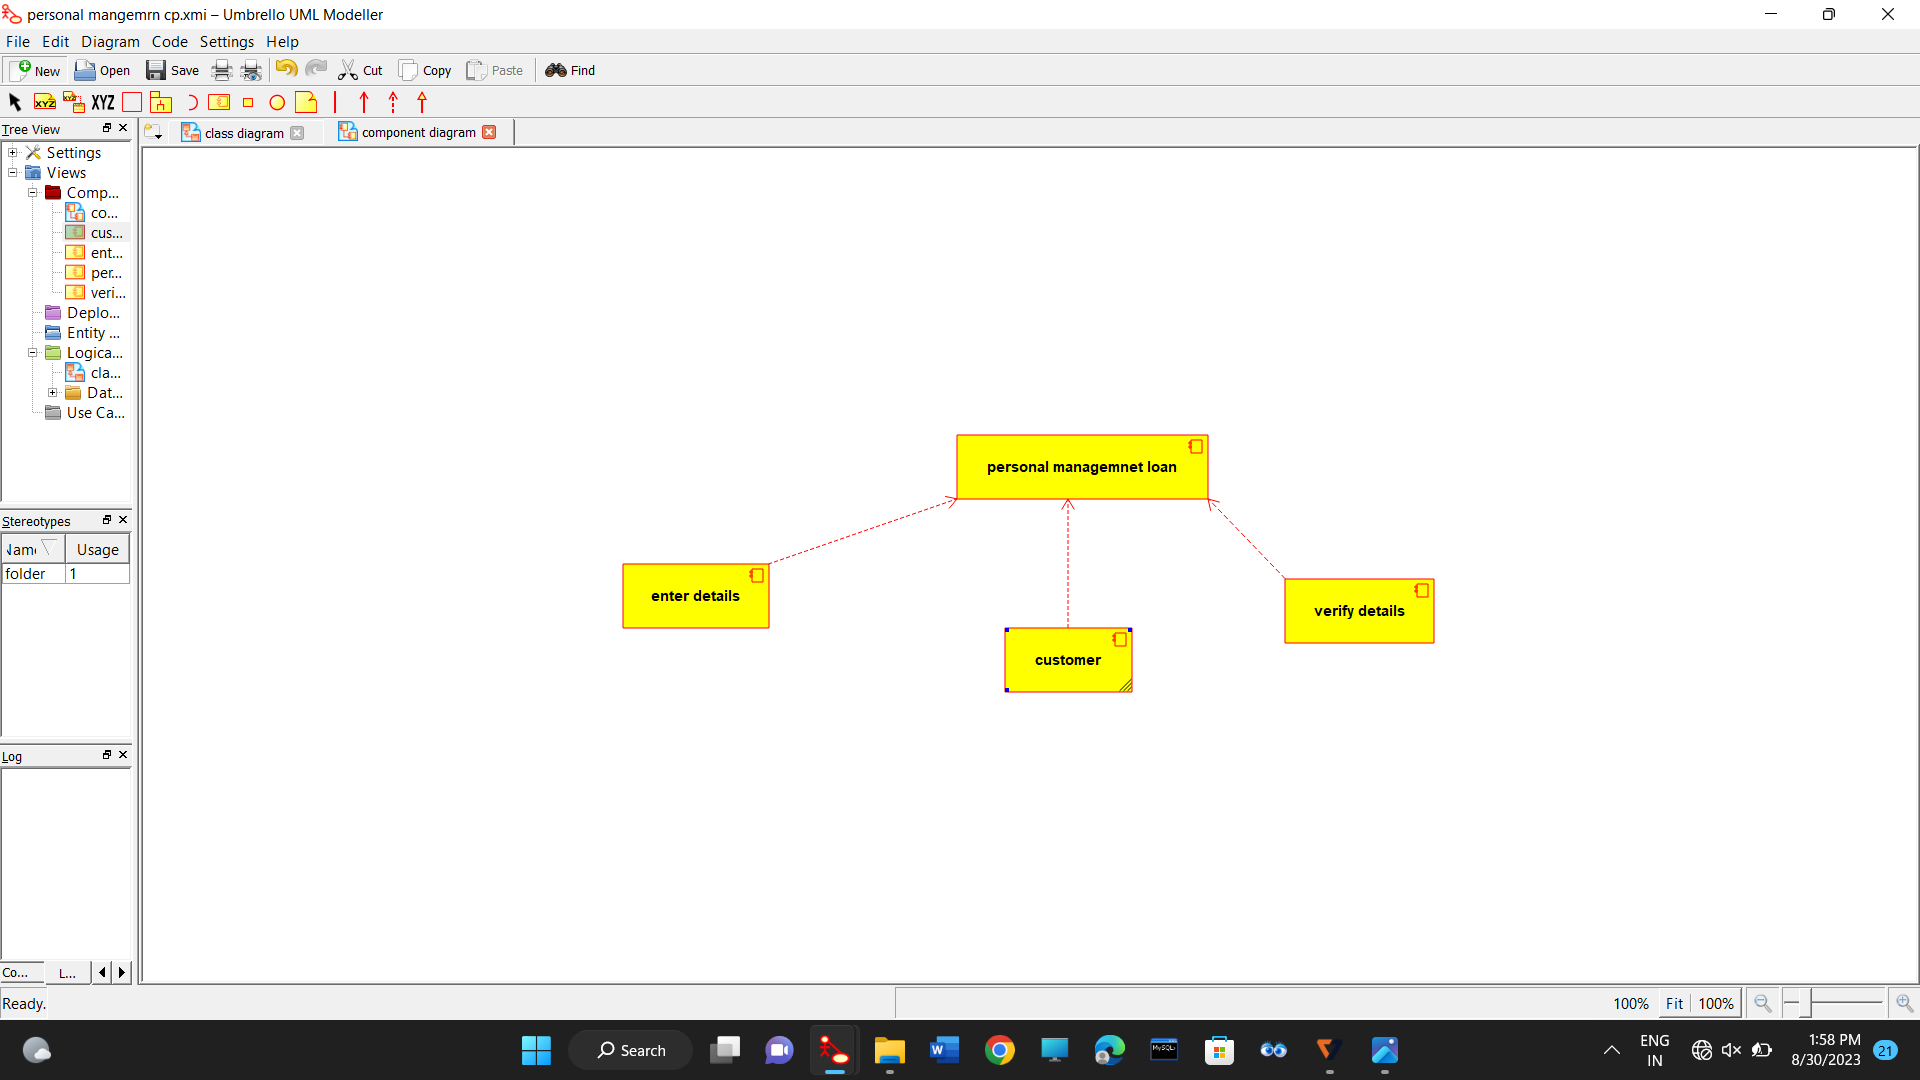 personal mangemrn cp.xmi – Umbrello UML Modeller
File Edit Diagram Code Settings Help
New Open Save Cut Copy Paste Find
XYZ XYZ XYZ
Tree View
class diagram component diagram
Settings
Views
Comp...
co...
cus...
ent...
per...
veri...
Deplo...
Entity ...
Logica...
cla...
Dat...
Use Ca...
personal managemnet loan
enter details
verify details
customer
Stereotypes
Usage
folder 1
Log
Co... L...
Ready.
100% Fit 100%
Search
W
MySQL
ENG
IN
1:58 PM
8/30/2023
21